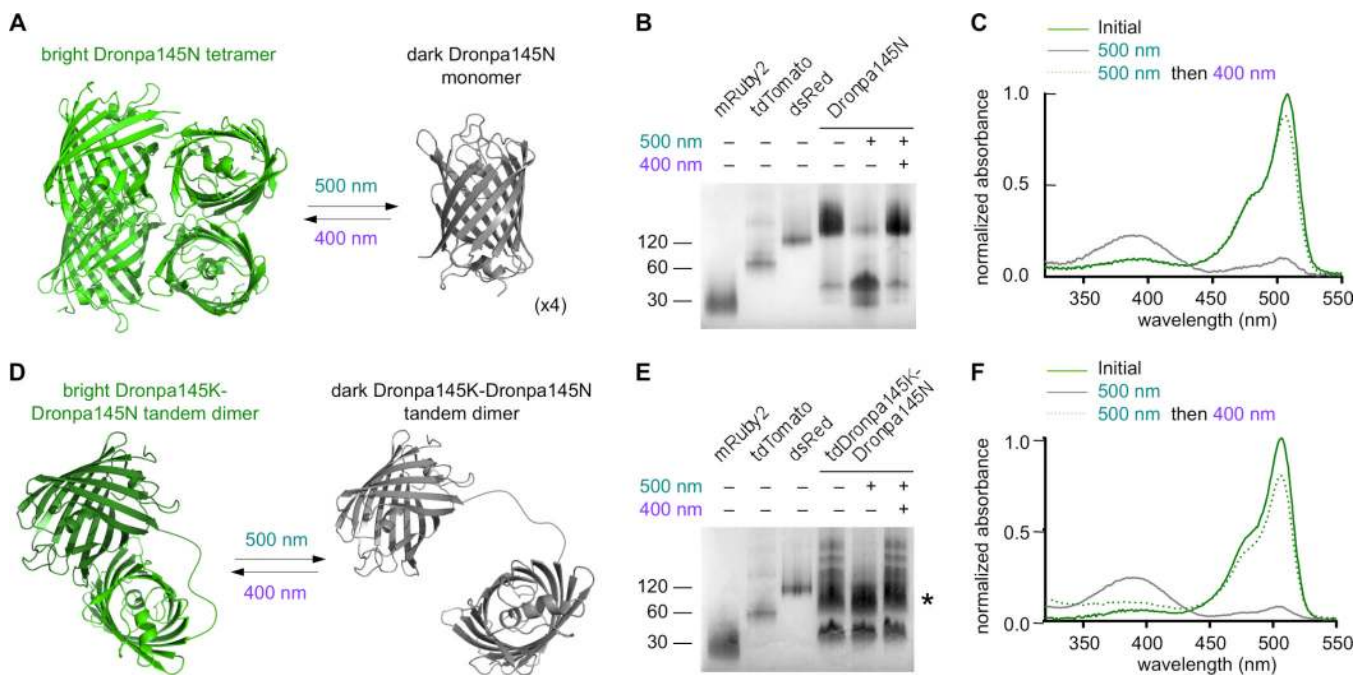 A
bright Dronpa145N tetramer
dark Dronpa145N
monomer
500 nm
400 nm
(x4)
B
mRuby2
tdTomato
dsRed
Dronpa145N
500 nm – – – – + +
400 nm – – – – – +
120
60
30
C
Initial
500 nm
500 nm then 400 nm
normalized absorbance
1.0
0.5
0.0
350 400 450 500 550
wavelength (nm)
D
bright Dronpa145K-
Dronpa145N tandem dimer
dark Dronpa145K-Dronpa145N
tandem dimer
500 nm
400 nm
E
mRuby2
tdTomato
dsRed
tdDronpa145K-
Dronpa145N
500 nm – – – – + +
400 nm – – – – – +
120
60
30
*
F
Initial
500 nm
500 nm then 400 nm
normalized absorbance
1.0
0.5
0.0
350 400 450 500 550
wavelength (nm)